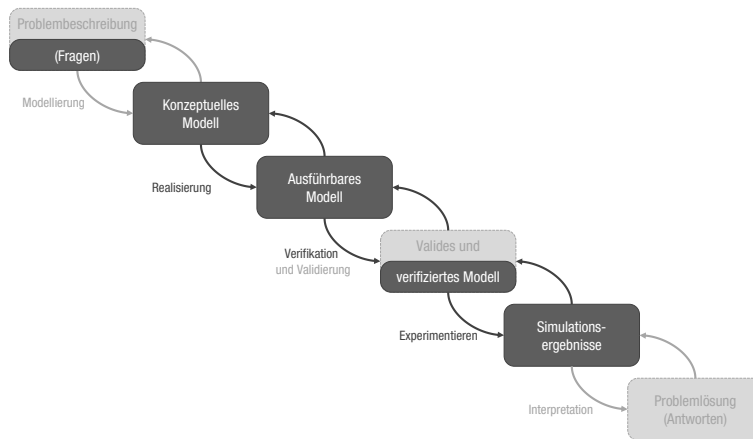 Problembeschreibung
(Fragen)
Modellierung
Konzeptuelles
Modell
Realisierung
Ausführbares
Modell
Verifikation
und Validierung
Valides und
verifiziertes Modell
Experimentieren
Simulations-
ergebnisse
Interpretation
Problemlösung
(Antworten)